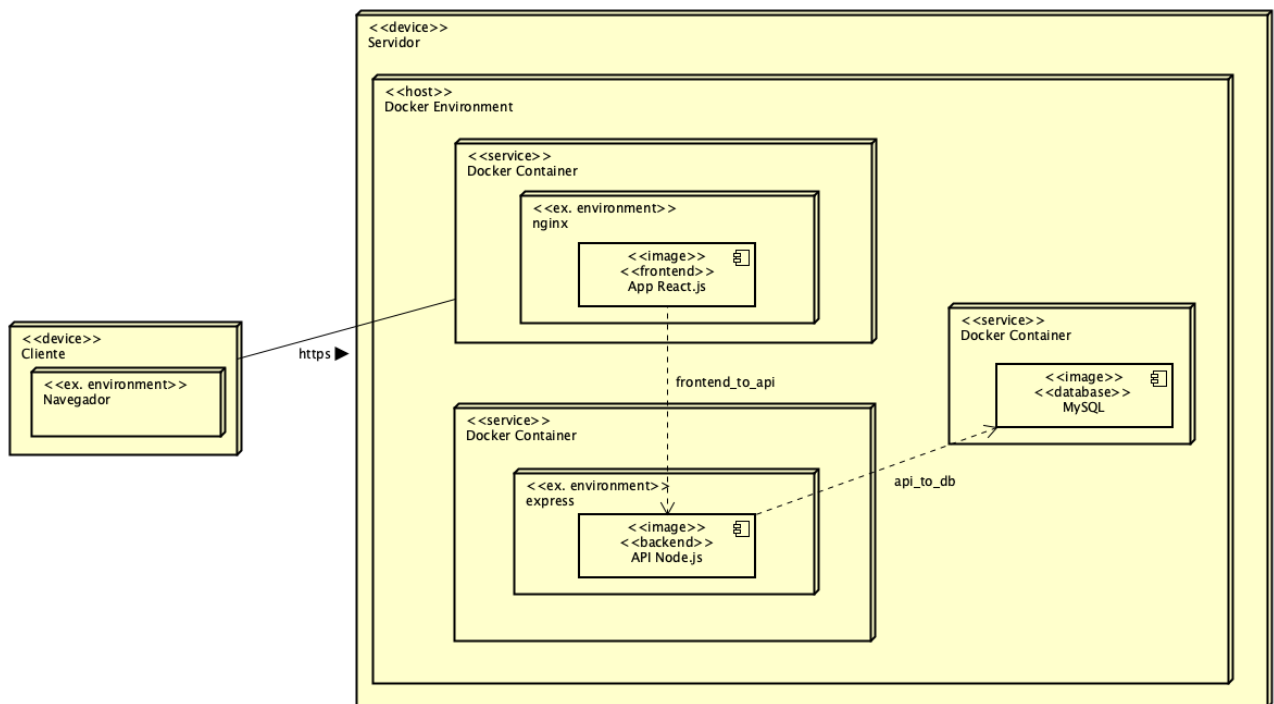 <<device>>
Servidor
<<host>>
Docker Environment
<<service>>
Docker Container
<<ex. environment>>
nginx
<<image>>
<<frontend>>
App React.js
<<device>>
Cliente
<<ex. environment>>
Navegador
https
frontend_to_api
<<service>>
Docker Container
<<image>>
<<database>>
MySQL
<<service>>
Docker Container
<<ex. environment>>
express
<<image>>
<<backend>>
API Node.js
api_to_db